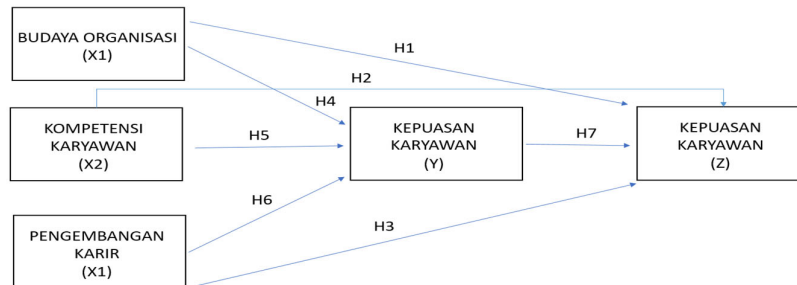 BUDAYA ORGANISASI
(X1)
H1
H2
H4
KOMPETENSI
KARYAWAN
(X2)
H5
KEPUASAN
KARYAWAN
(Y)
H7
KEPUASAN
KARYAWAN
(Z)
H6
H3
PENGEMBANGAN
KARIR
(X1)